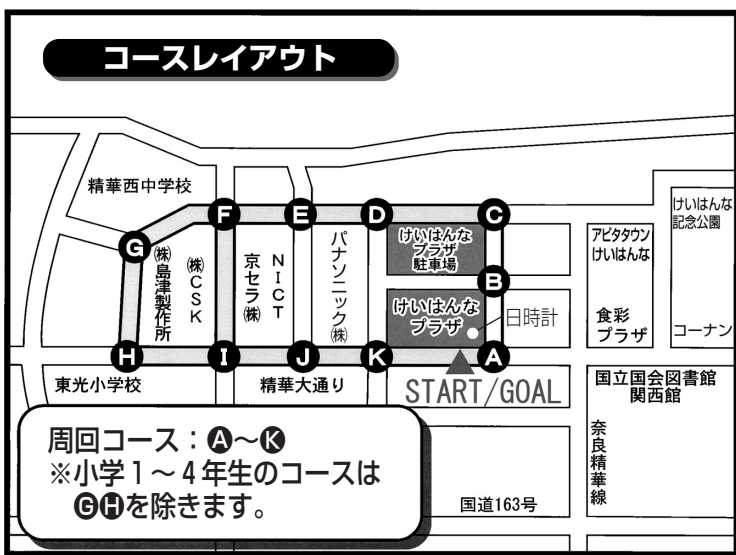 コースレイアウト
精華西中学校
F
E
D
C
G
B
H
I
J
K
A
㈱島津製作所
㈱CSK
京セラ㈱
NICT
パナソニック㈱
けいはんな
プラザ
駐車場
けいはんな
プラザ
日時計
アピタタウン
けいはんな
食彩
プラザ
けいはんな
記念公園
コーナン
東光小学校
精華大通り
START/GOAL
国立国会図書館
関西館
奈良精華線
国道163号
周回コース：A～K
※小学1～4年生のコースは
GHを除きます。